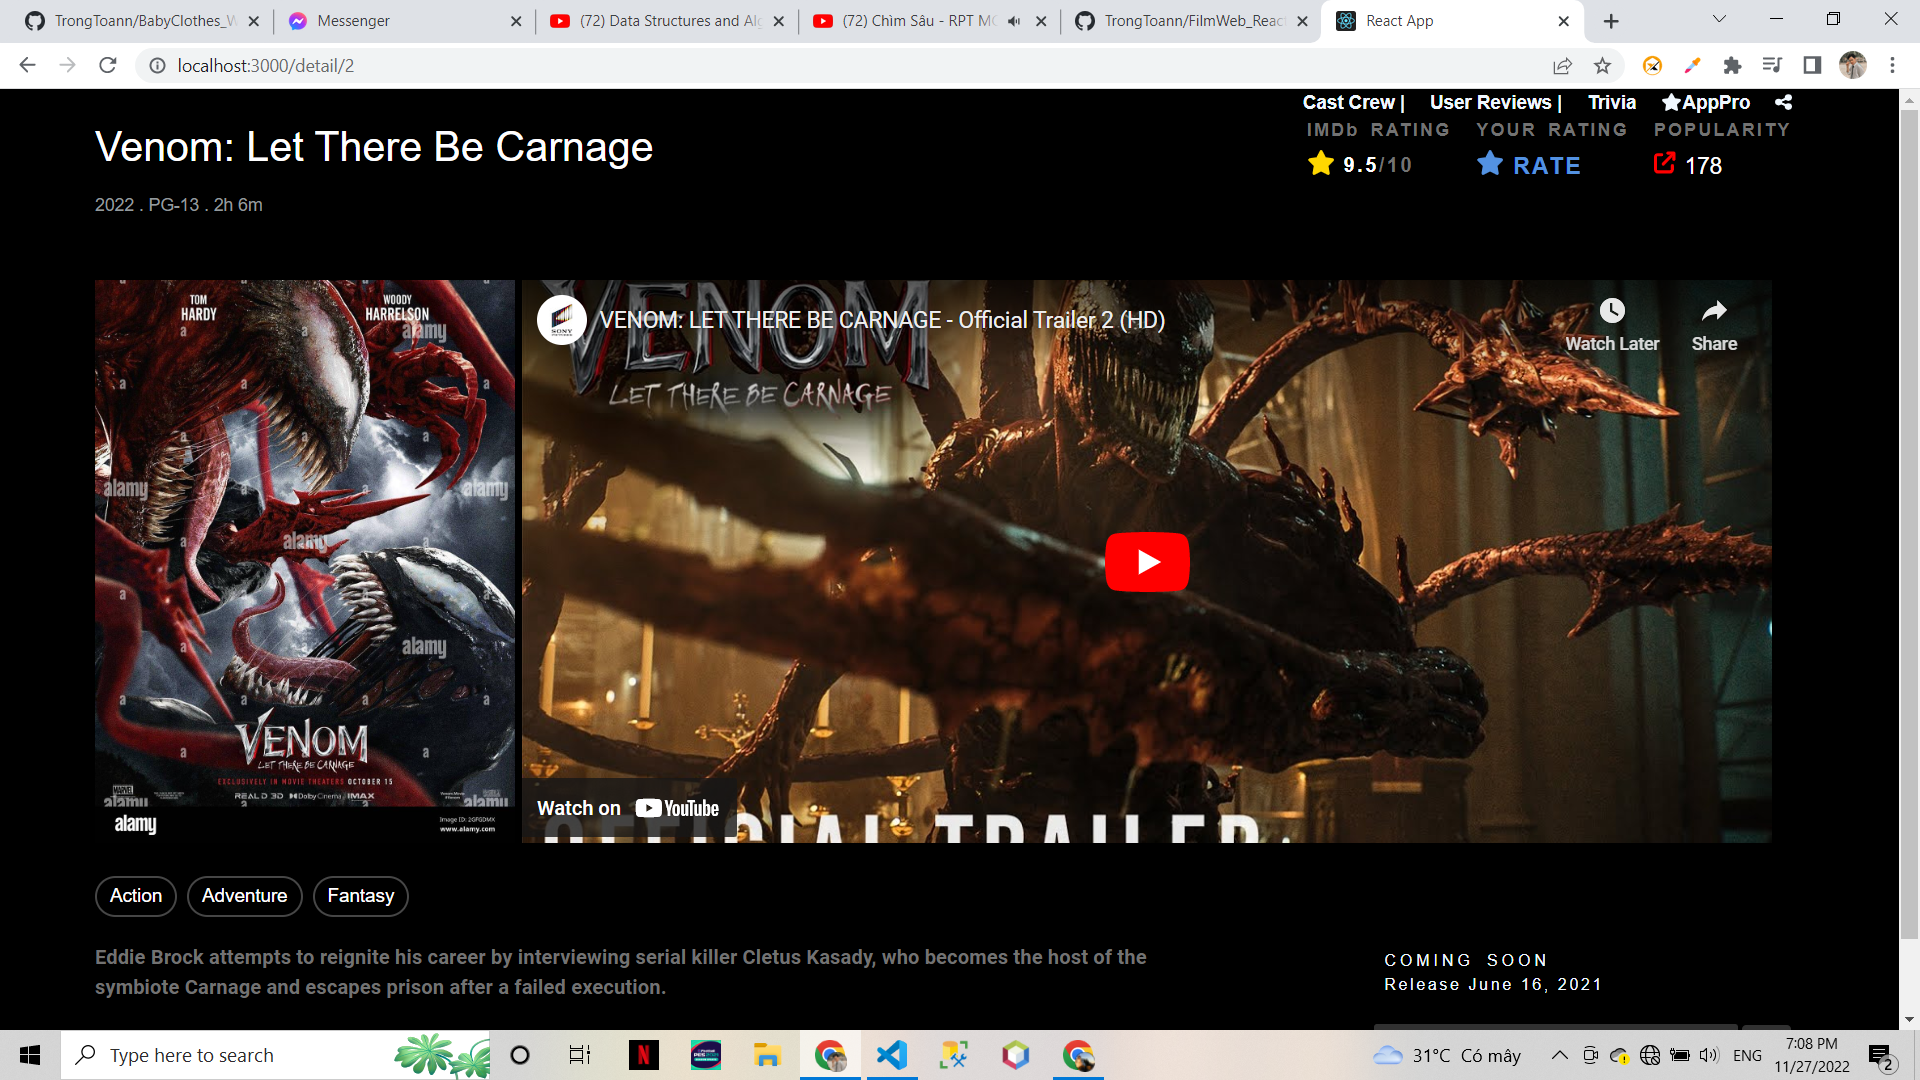 TrongToann/BabyClothes_W
Messenger
(72) Data Structures and Alg
(72) Chìm Sâu - RPT MC
TrongToann/FilmWeb_Reac
React App
localhost:3000/detail/2
Cast Crew | User Reviews | Trivia AppPro
Venom: Let There Be Carnage
IMDb RATING YOUR RATING POPULARITY
9.5/10 RATE 178
2022 . PG-13 . 2h 6m
TOM HARDY
WOODY HARRELSON
alamy
a
VENOM
LET THERE BE CARNAGE
EXCLUSIVELY IN MOVIE THEATERS OCTOBER 15
REAL D 3D Dolby Cinema IMAX
MARVEL
alamy
Image ID: 2GFGDMX
www.alamy.com
VENOM
LET THERE BE CARNAGE
VENOM: LET THERE BE CARNAGE - Official Trailer 2 (HD)
Watch Later
Share
SONY
Watch on YouTube
OFFICIAL TRAILER
Action Adventure Fantasy
Eddie Brock attempts to reignite his career by interviewing serial killer Cletus Kasady, who becomes the host of the
symbiote Carnage and escapes prison after a failed execution.
COMING SOON
Release June 16, 2021
Type here to search
31°C Có mây
ENG
7:08 PM
11/27/2022
2